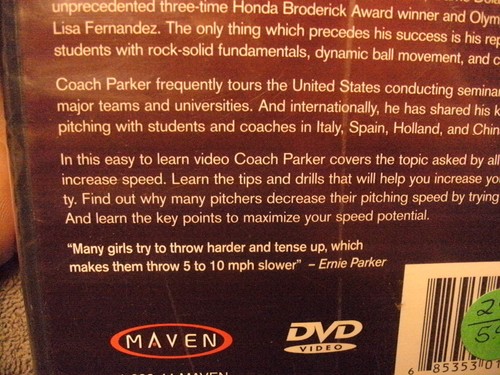 unprecedented three-time Honda Broderick Award winner and
Lisa Fernandez. The only thing which precedes his success is his
students with rock-solid fundamentals, dynamic ball movement, and
Coach Parker frequently tours the United States conducting
major teams and universities. And internationally, he has shared his
pitching with students and coaches in Italy, Spain, Holland, and
In this easy to learn video Coach Parker covers the topic asked by all
increase speed. Learn the tips and drills that will help you increase
ty. Find out why many pitchers decrease their pitching speed by trying
And learn the key points to maximize your speed potential.
"Many girls try to throw harder and tense up, which
makes them throw 5 to 10 mph slower" – Ernie Parker
MAVEN
DVD
VIDEO
6 85353 0
2
5
MAVEN